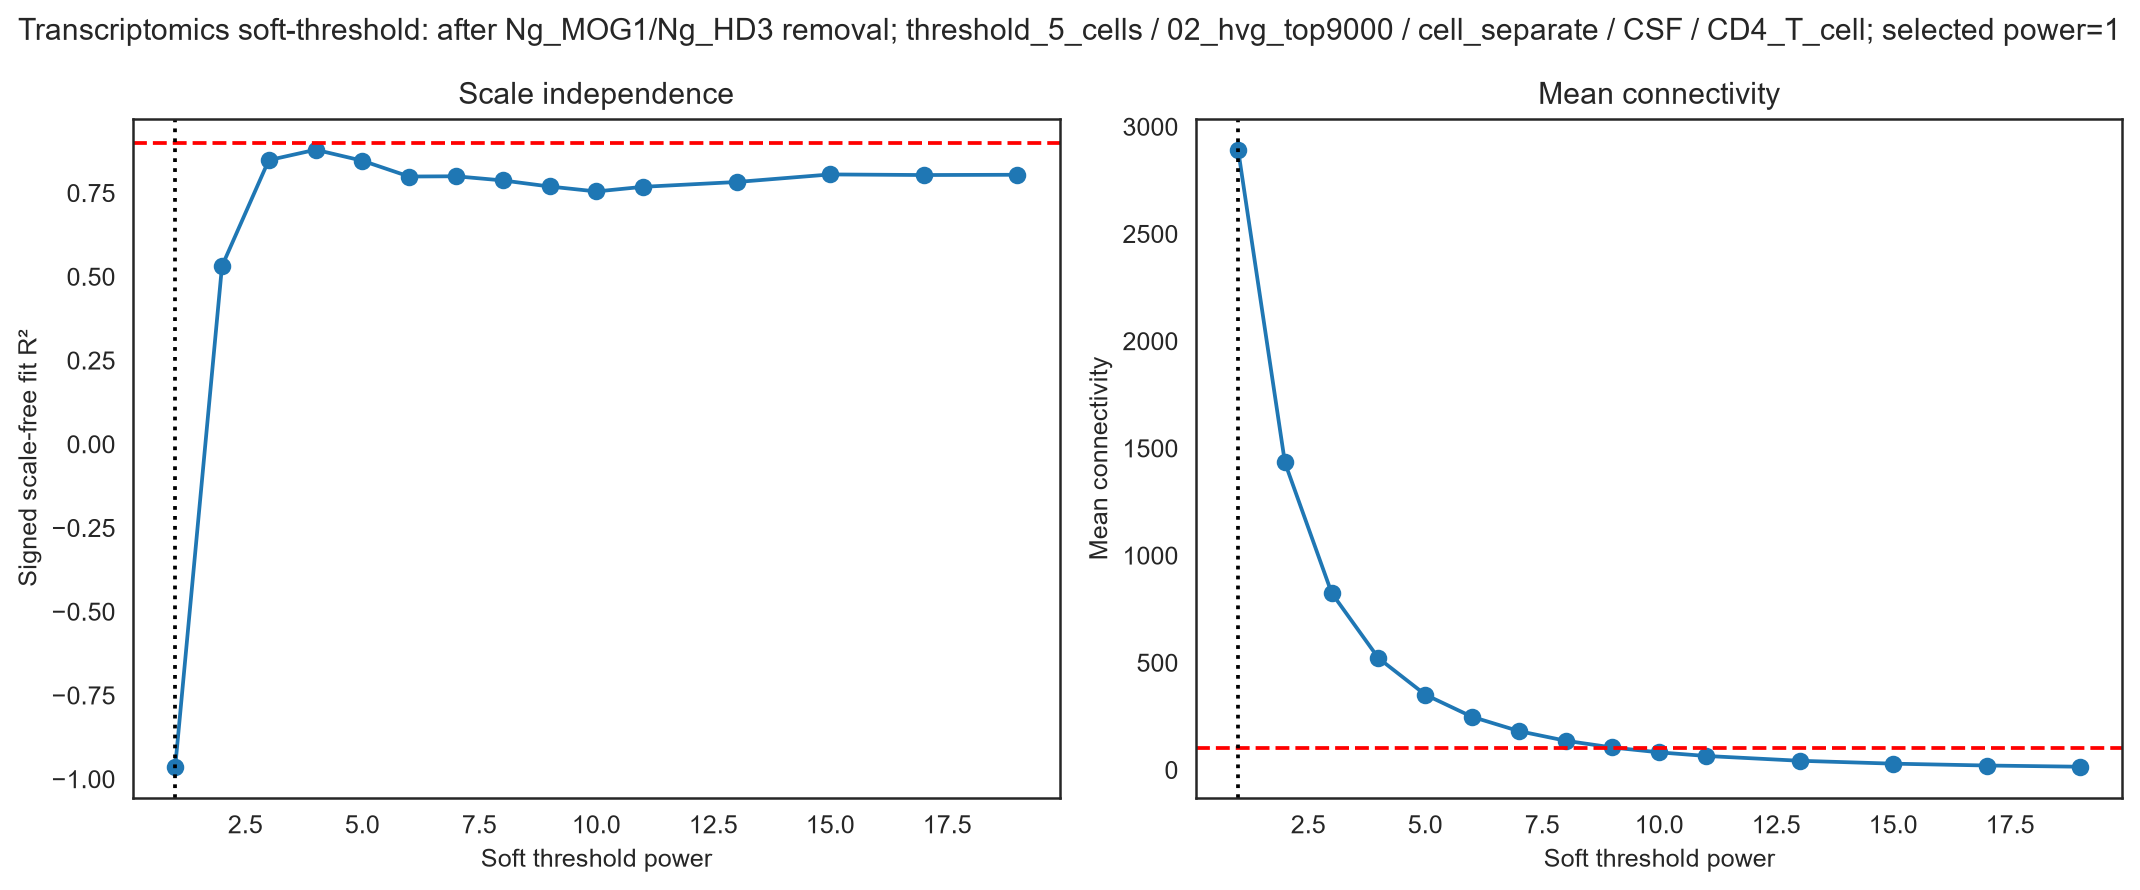 Transcriptomics soft-threshold: after Ng_MOG1/Ng_HD3 removal; threshold_5_cells / 02_hvg_top9000 / cell_separate / CSF / CD4_T_cell; selected power=1
Scale independence
Signed scale-free fit R²
0.75
0.50
0.25
0.00
−0.25
−0.50
−0.75
−1.00
2.5 5.0 7.5 10.0 12.5 15.0 17.5
Soft threshold power
Mean connectivity
Mean connectivity
3000
2500
2000
1500
1000
500
0
2.5 5.0 7.5 10.0 12.5 15.0 17.5
Soft threshold power